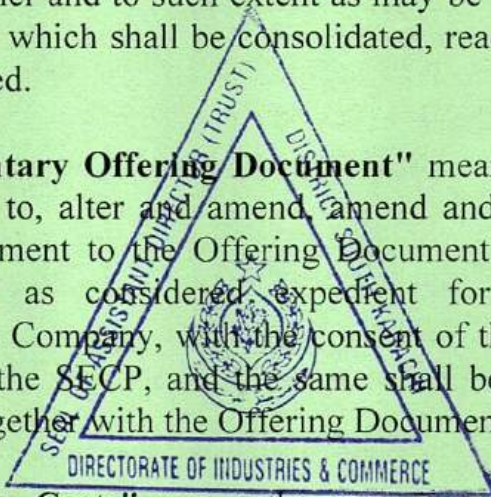 er and to such extent as may be
which shall be consolidated, rea
ed.
tary Offering Document" mea
to, alter and amend, amend and
ment to the Offering Document
as considered expedient for
Company, with the consent of t
the SECP, and the same shall be
gether with the Offering Documen
SEAL OF ASSISTANT DIRECTOR (TRUST)
DISTRICT SOUTH KARACHI
DIRECTORATE OF INDUSTRIES & COMMERCE